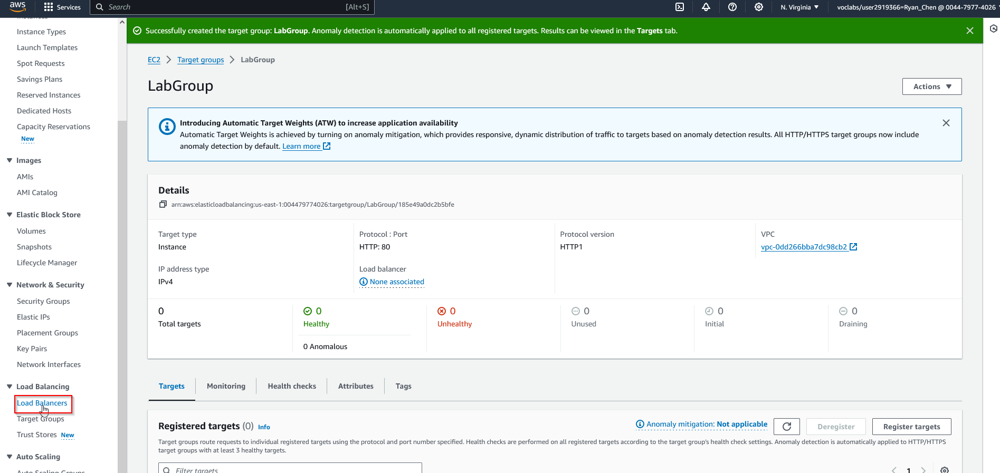 aws
Services
Search
[Alt+S]
N. Virginia
voclabs/user2919366=Ryan_Chen @ 0044-7977-4026
Instances
Instance Types
Launch Templates
Spot Requests
Savings Plans
Reserved Instances
Dedicated Hosts
Capacity Reservations
New
Images
AMIs
AMI Catalog
Elastic Block Store
Volumes
Snapshots
Lifecycle Manager
Network & Security
Security Groups
Elastic IPs
Placement Groups
Key Pairs
Network Interfaces
Load Balancing
Load Balancers
Target Groups
Trust Stores New
Auto Scaling
Auto Scaling Groups
Successfully created the target group: LabGroup. Anomaly detection is automatically applied to all registered targets. Results can be viewed in the Targets tab.
EC2
Target groups
LabGroup
LabGroup
Actions
Introducing Automatic Target Weights (ATW) to increase application availability
Automatic Target Weights is achieved by turning on anomaly mitigation, which provides responsive, dynamic distribution of traffic to targets based on anomaly detection results. All HTTP/HTTPS target groups now include
anomaly detection by default. Learn more
Details
arn:aws:elasticloadbalancing:us-east-1:004479774026:targetgroup/LabGroup/185e49a0dc2b5bfe
Target type
Instance
Protocol : Port
HTTP: 80
Protocol version
HTTP1
VPC
vpc-0dd266bba7dc98cb2
IP address type
IPv4
Load balancer
None associated
0
Total targets
0
Healthy
0 Anomalous
0
Unhealthy
0
Unused
0
Initial
0
Draining
Targets
Monitoring
Health checks
Attributes
Tags
Registered targets (0) Info
Anomaly mitigation: Not applicable
Deregister
Register targets
Target groups route requests to individual registered targets using the protocol and port number specified. Health checks are performed on all registered targets according to the target group's health check settings. Anomaly detection is automatically applied to HTTP/HTTPS
target groups with at least 3 healthy targets.
Filter targets
1